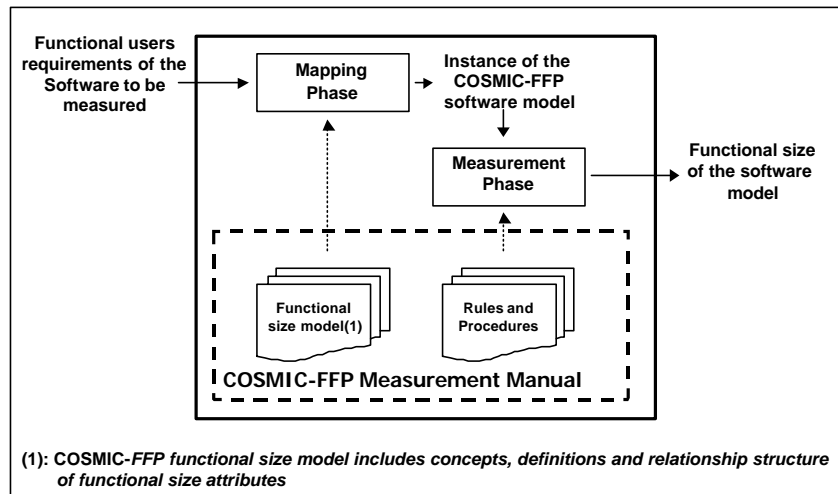 Functional users
requirements of the
Software to be
measured
Mapping
Phase
Instance of the
COSMIC-FFP
software model
Measurement
Phase
Functional size
of the software
model
Functional
size model(1)
Rules and
Procedures
COSMIC-FFP Measurement Manual
(1): COSMIC-FFP functional size model includes concepts, definitions and relationship structure
of functional size attributes